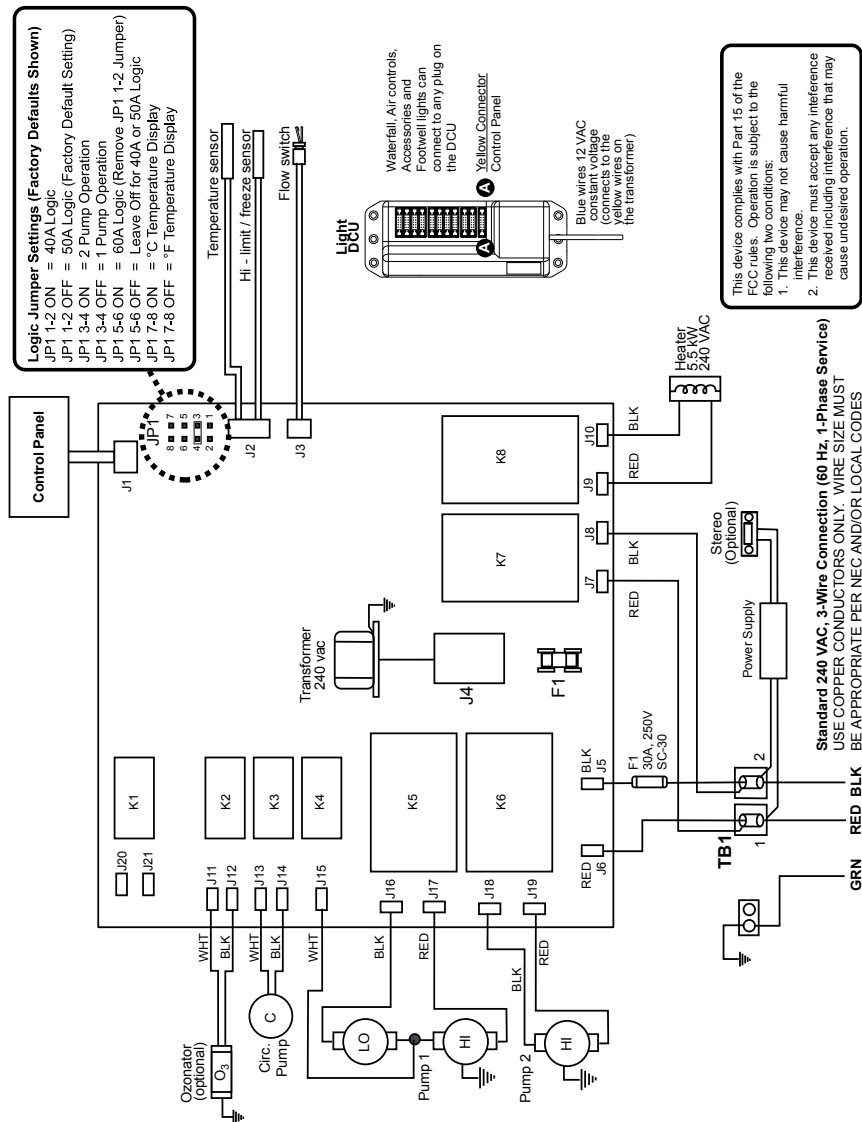 Control Panel
J1
Logic Jumper Settings (Factory Defaults Shown)
JP1 1-2 ON = 40A Logic
JP1 1-2 OFF = 50A Logic (Factory Default Setting)
JP1 3-4 ON = 2 Pump Operation
JP1 3-4 OFF = 1 Pump Operation
JP1 5-6 ON = 60A Logic (Remove JP1 1-2 Jumper)
JP1 5-6 OFF = Leave Off for 40A or 50A Logic
JP1 7-8 ON = °C Temperature Display
JP1 7-8 OFF = °F Temperature Display
JP1
8 7
6 5
4 3
2 1
J2
J3
Temperature sensor
Hi - limit / freeze sensor
Flow switch
Light
DCU
A
A
Waterfall, Air controls,
Accessories and
Footwell lights can
connect to any plug on
the DCU
Yellow Connector
Control Panel
Blue wires 12 VAC
constant voltage
(connects to the
yellow wires on
the transformer)
This device complies with Part 15 of the
FCC rules. Operation is subject to the
following two conditions:
1. This device may not cause harmful
interference.
2. This device must accept any inteference
received including interference that may
cause undesired operation.
Ozonator
(optional)
O3
WHT
BLK
J11
J12
Circ.
Pump
C
WHT
BLK
J13
J14
WHT
J15
LO
HI
Pump 1
BLK
RED
J16
J17
Pump 2
HI
BLK
RED
J18
J19
J20
J21
K1
K2
K3
K4
K5
K6
Transformer
240 vac
J4
F1
K7
K8
RED
J6
BLK
J5
F1
30A, 250V
SC-30
RED
J7
BLK
J8
RED
J9
BLK
J10
Heater
5.5 kW
240 VAC
TB1
1
2
Power Supply
Stereo
(Optional)
GRN
RED
BLK
Standard 240 VAC, 3-Wire Connection (60 Hz, 1-Phase Service)
USE COPPER CONDUCTORS ONLY. WIRE SIZE MUST
BE APPROPRIATE PER NEC AND/OR LOCAL CODES